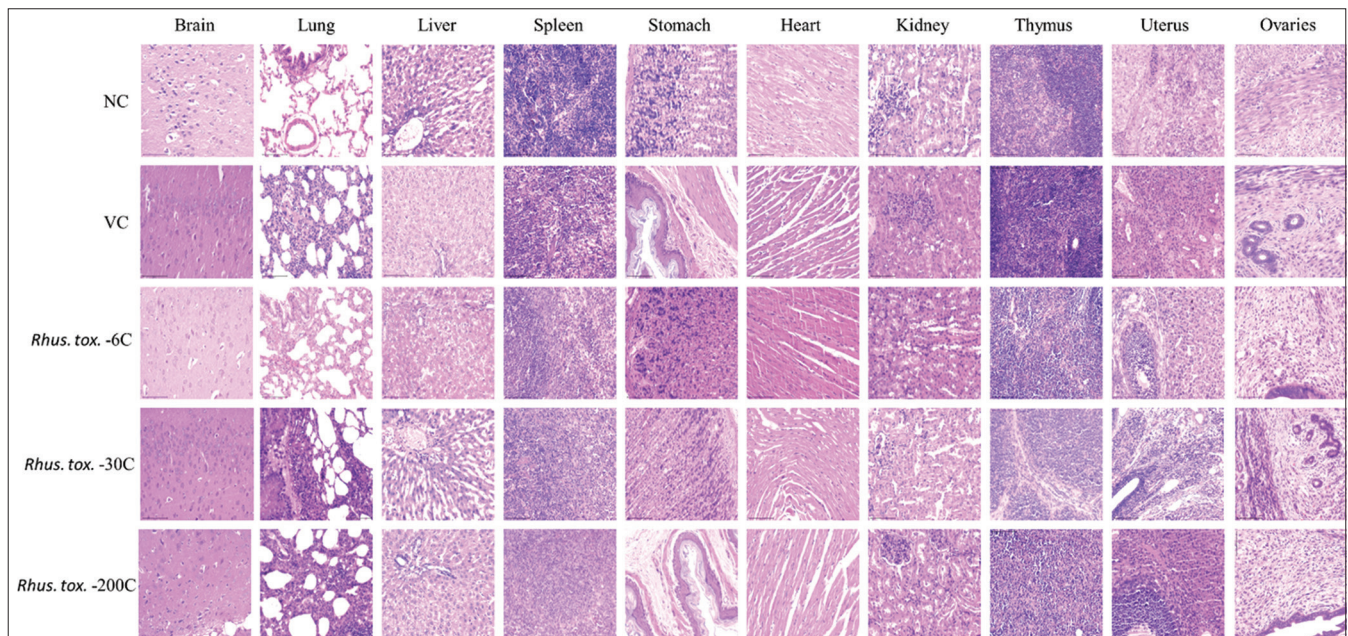 Brain Lung Liver Spleen Stomach Heart Kidney Thymus Uterus Ovaries
NC
VC
Rhus. tox. -6C
Rhus. tox. -30C
Rhus. tox. -200C